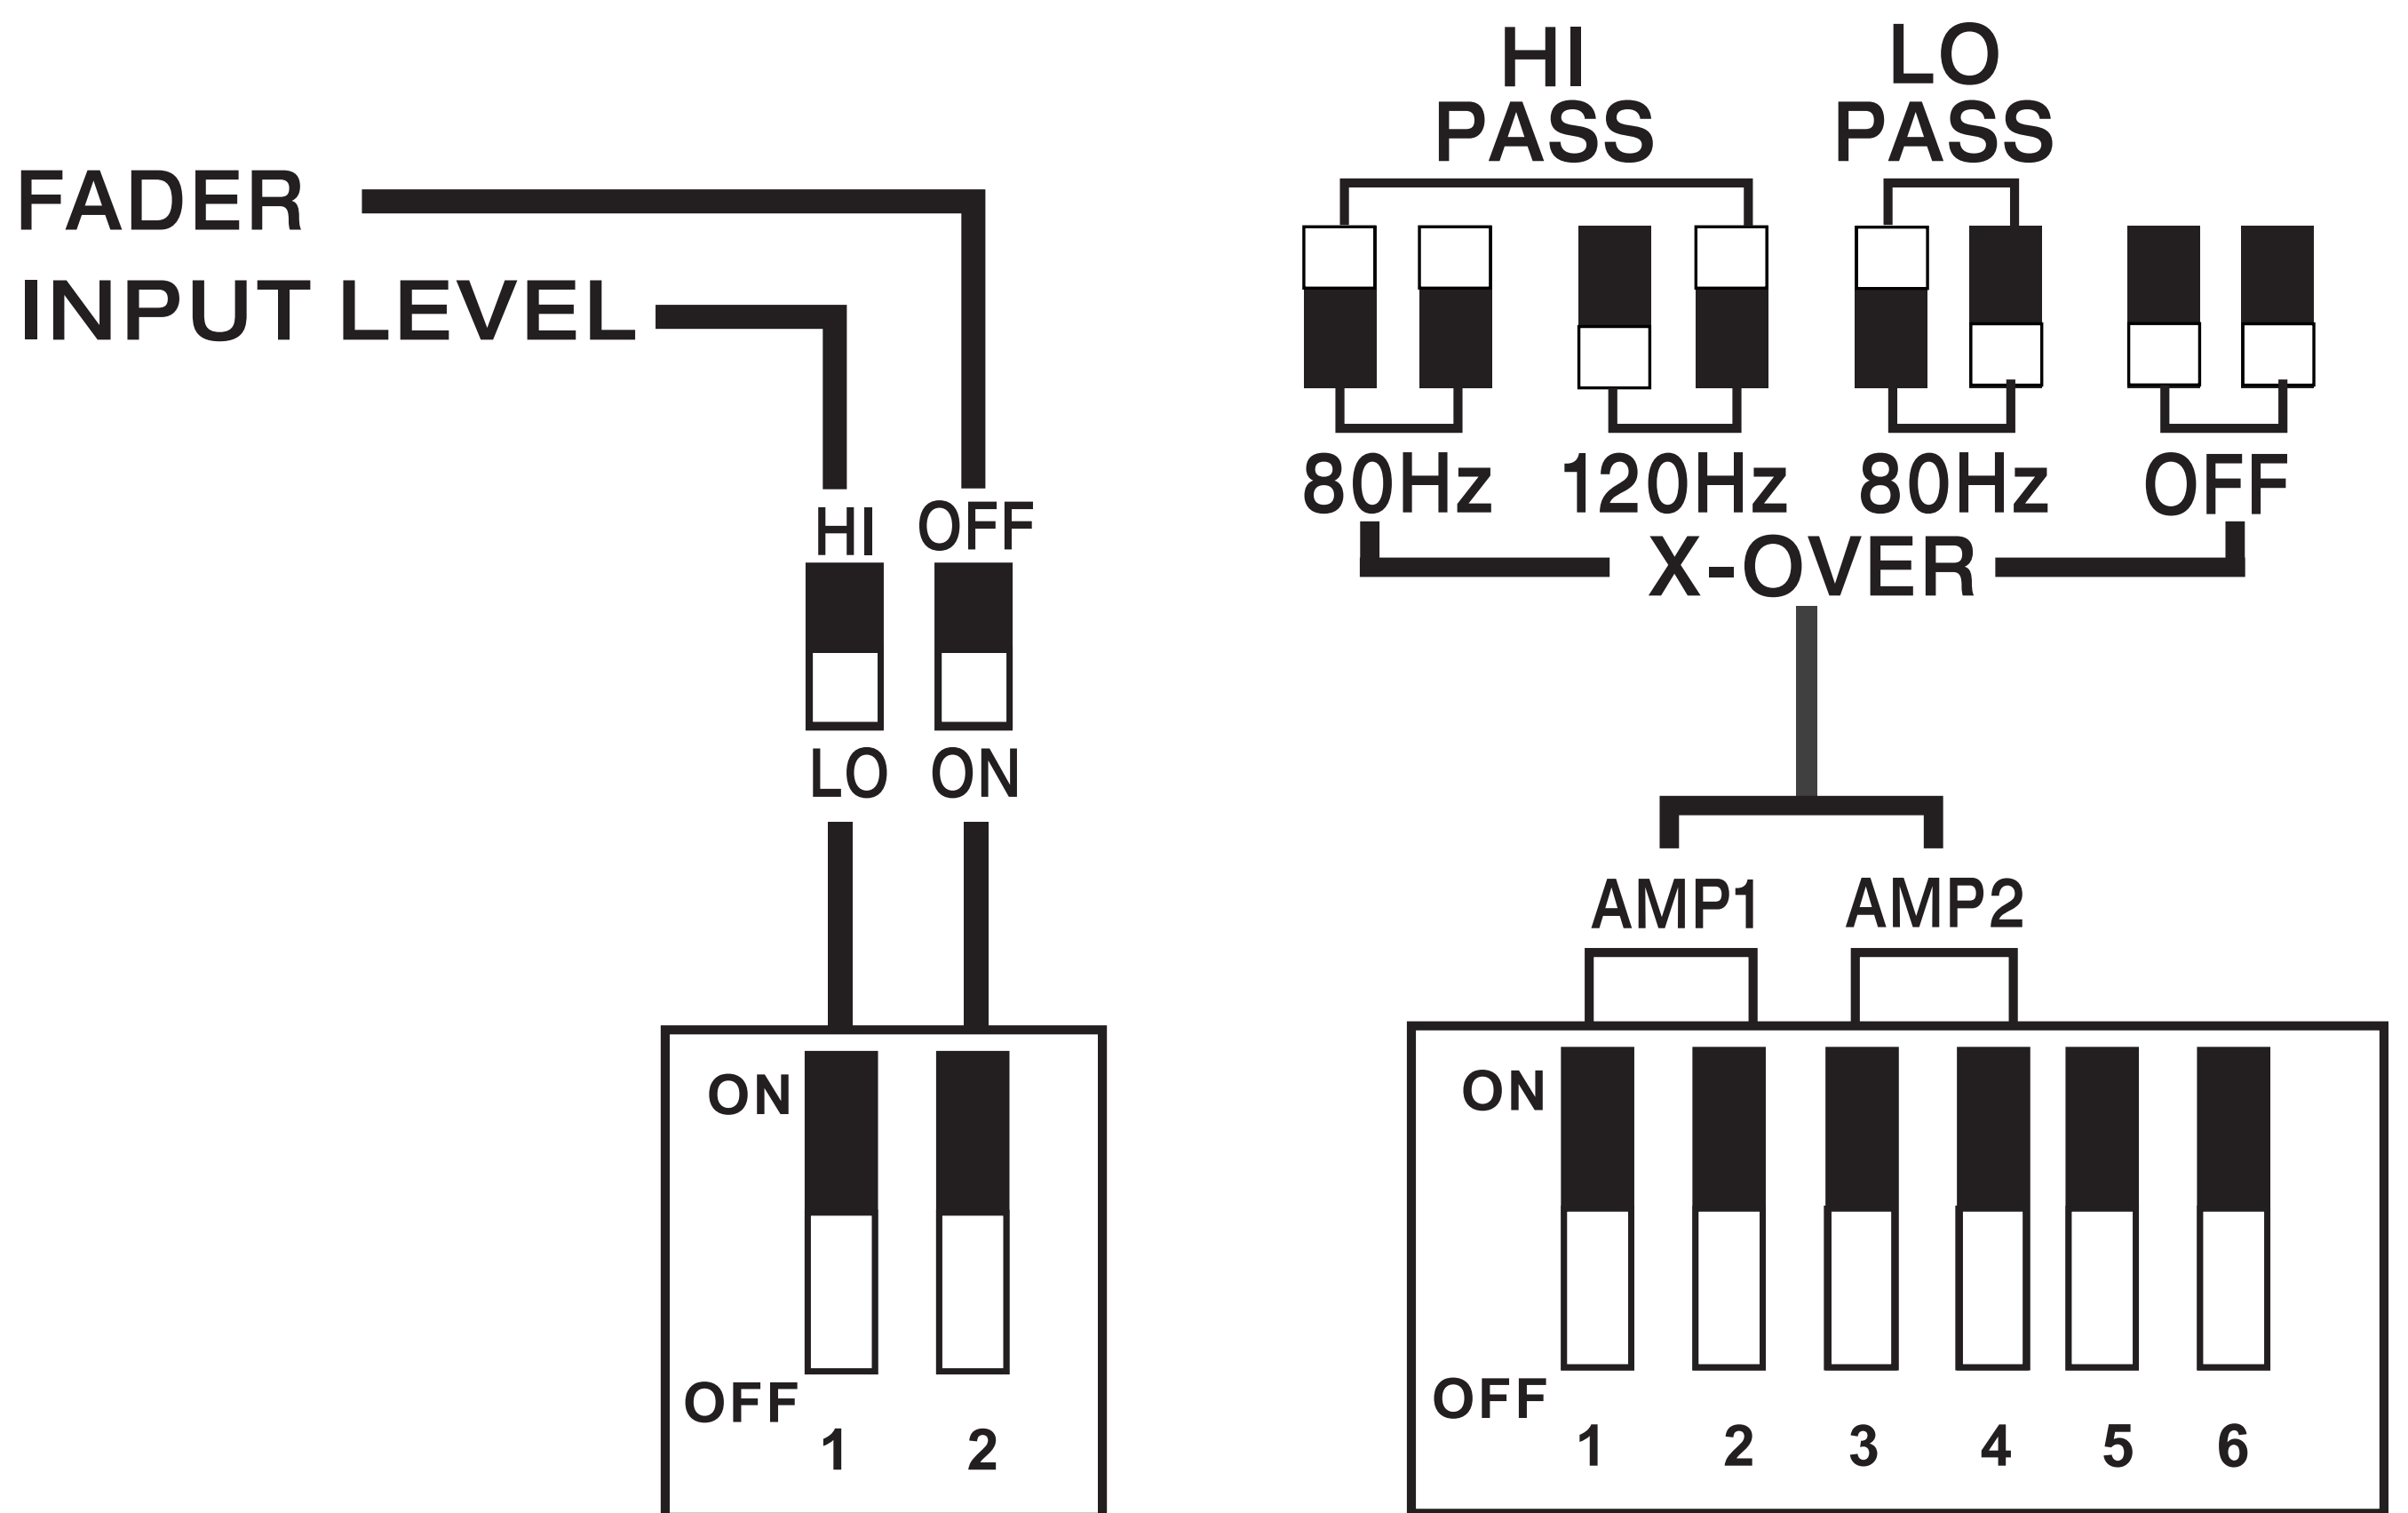 FADER
INPUT LEVEL
HI OFF
LO ON
ON
OFF
1 2
HI PASS
LO PASS
80Hz 120Hz 80Hz OFF
X-OVER
AMP1 AMP2
ON
OFF
1 2 3 4 5 6